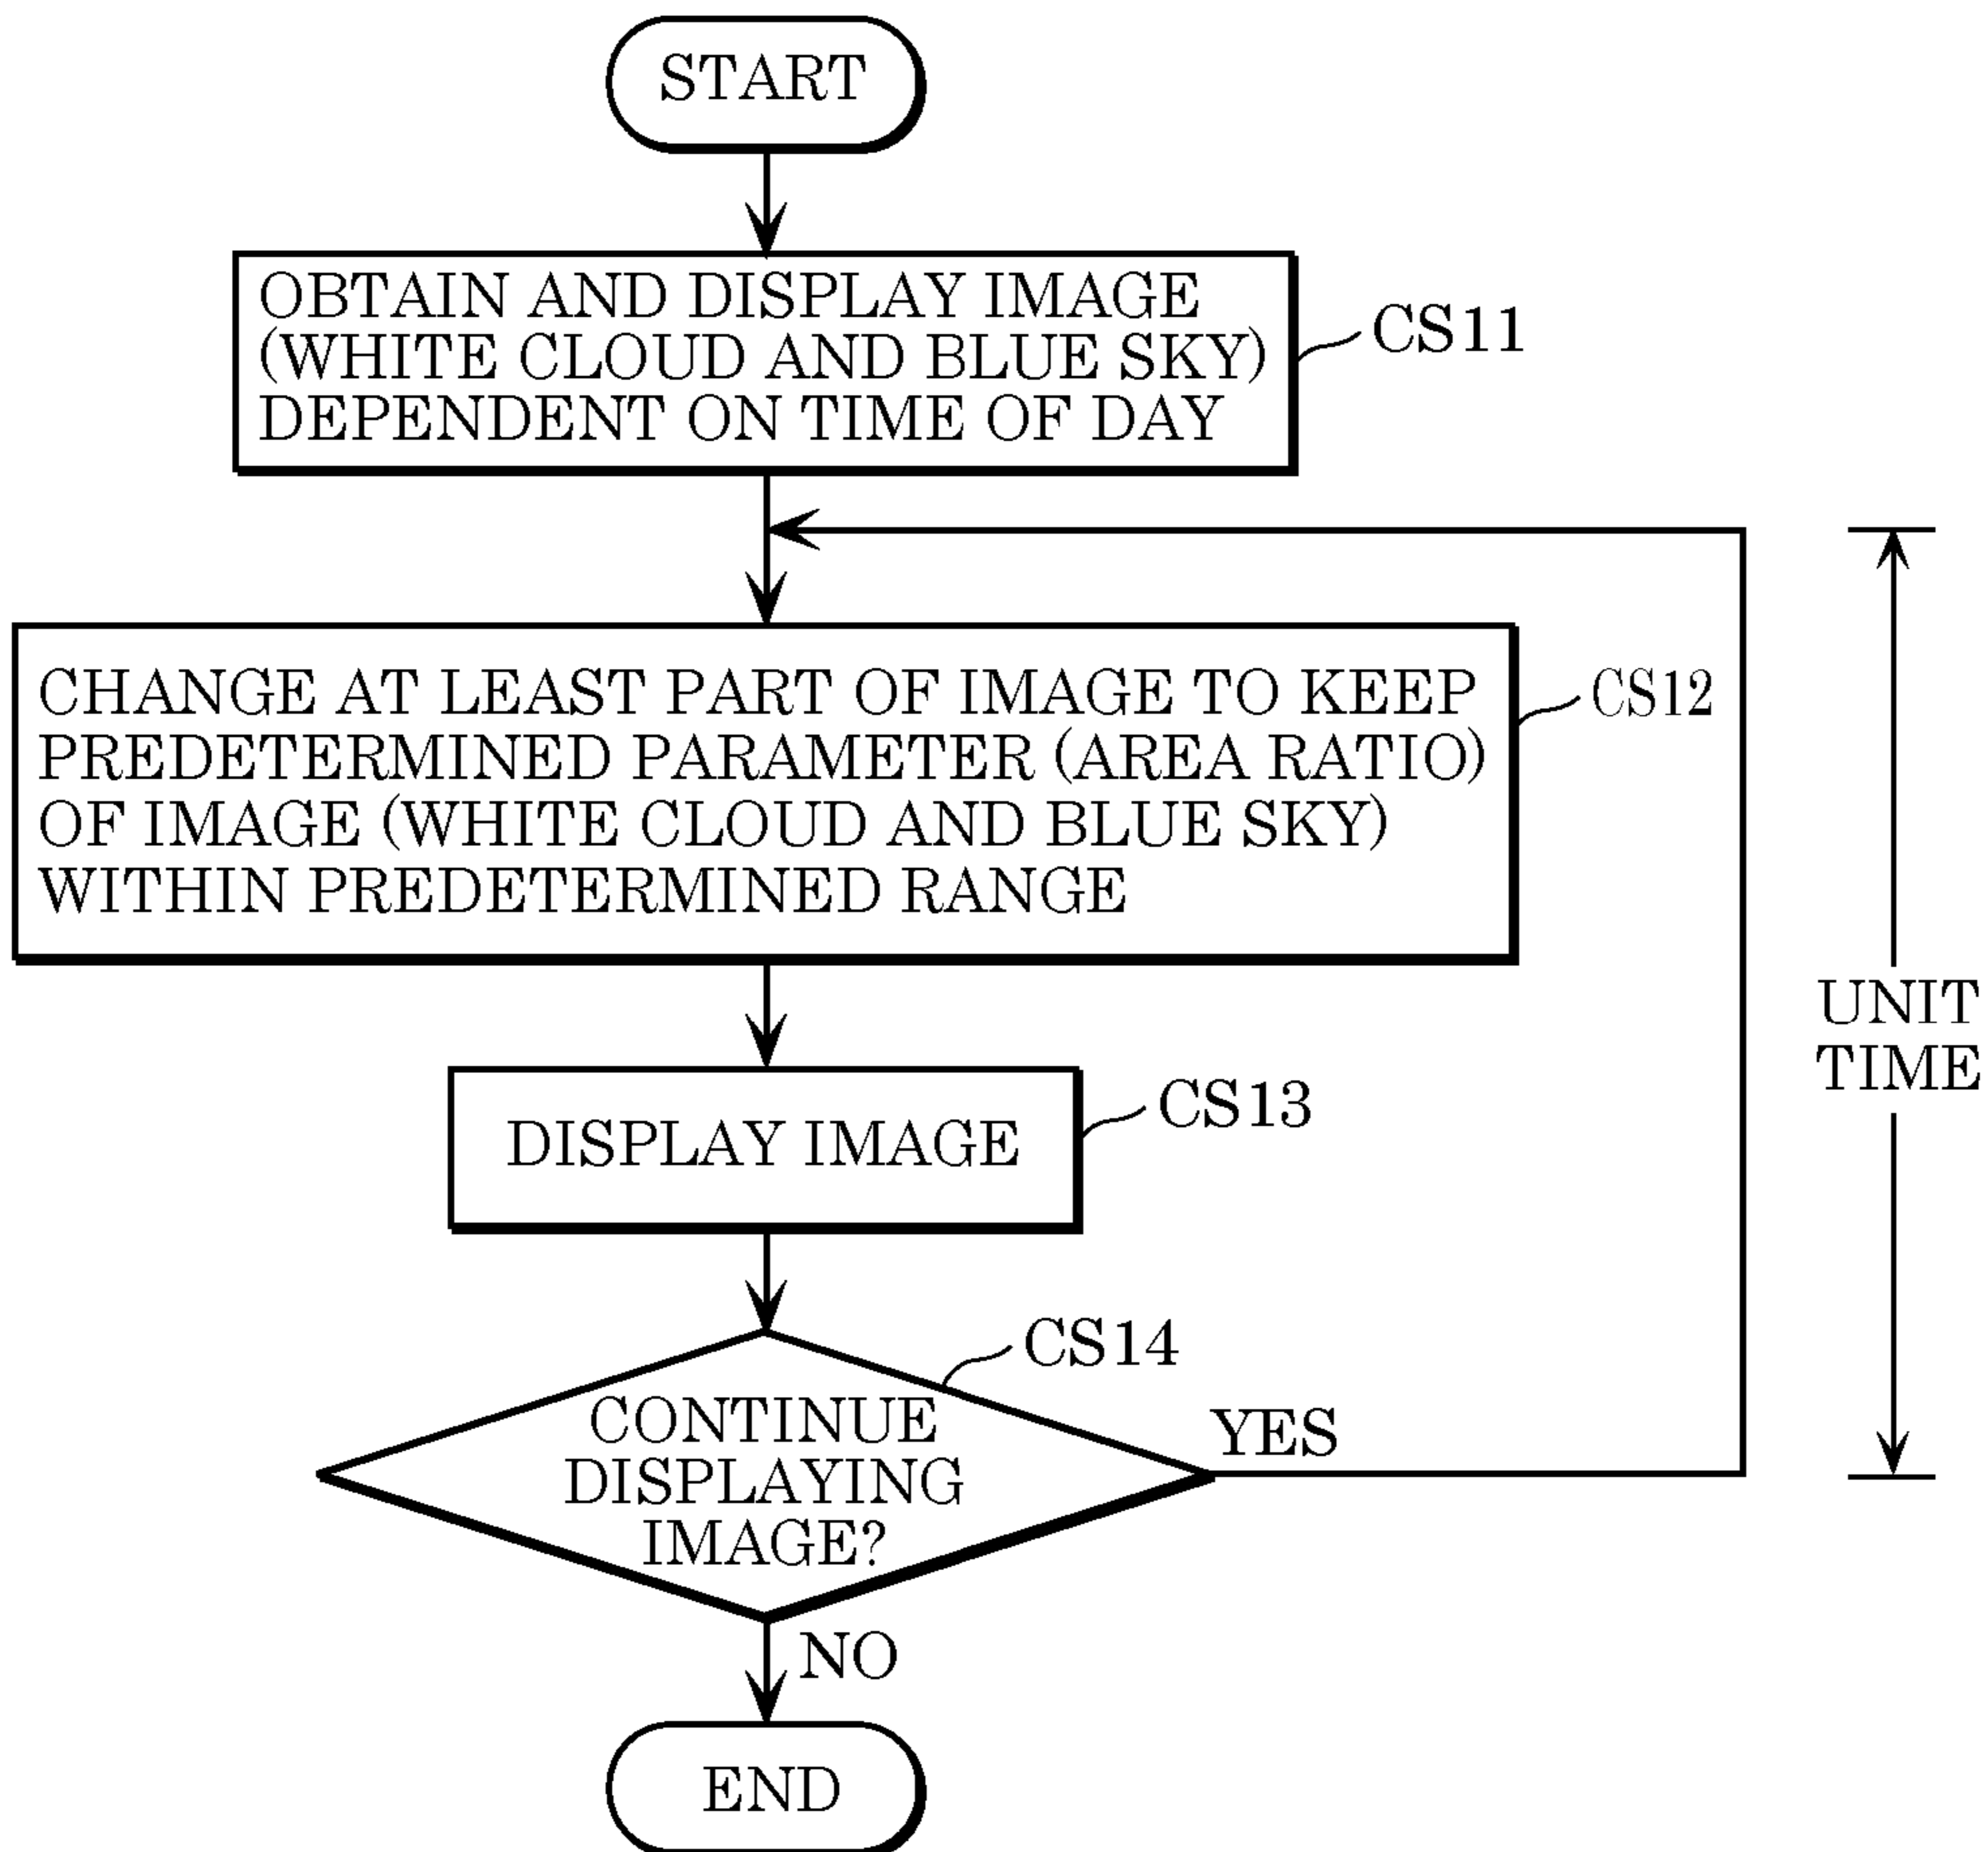 START
OBTAIN AND DISPLAY IMAGE
(WHITE CLOUD AND BLUE SKY)
DEPENDENT ON TIME OF DAY
CS11
CHANGE AT LEAST PART OF IMAGE TO KEEP
PREDETERMINED PARAMETER (AREA RATIO)
OF IMAGE (WHITE CLOUD AND BLUE SKY)
WITHIN PREDETERMINED RANGE
CS12
UNIT
TIME
DISPLAY IMAGE
CS13
CS14
CONTINUE
DISPLAYING
IMAGE?
YES
NO
END